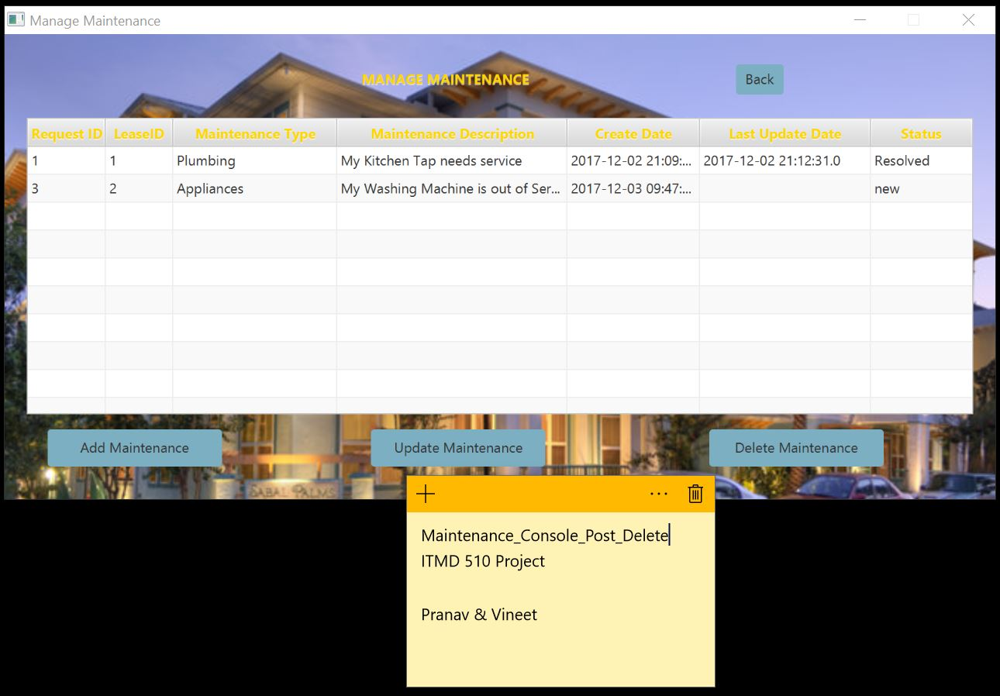 Manage Maintenance
MANAGE MAINTENANCE
Back
Request ID LeaseID Maintenance Type Maintenance Description Create Date Last Update Date Status
1 1 Plumbing My Kitchen Tap needs service 2017-12-02 21:09:... 2017-12-02 21:12:31.0 Resolved
3 2 Appliances My Washing Machine is out of Ser... 2017-12-03 09:47:... new
Add Maintenance Update Maintenance Delete Maintenance
SABAL PALMS
Maintenance_Console_Post_Delete
ITMD 510 Project
Pranav & Vineet